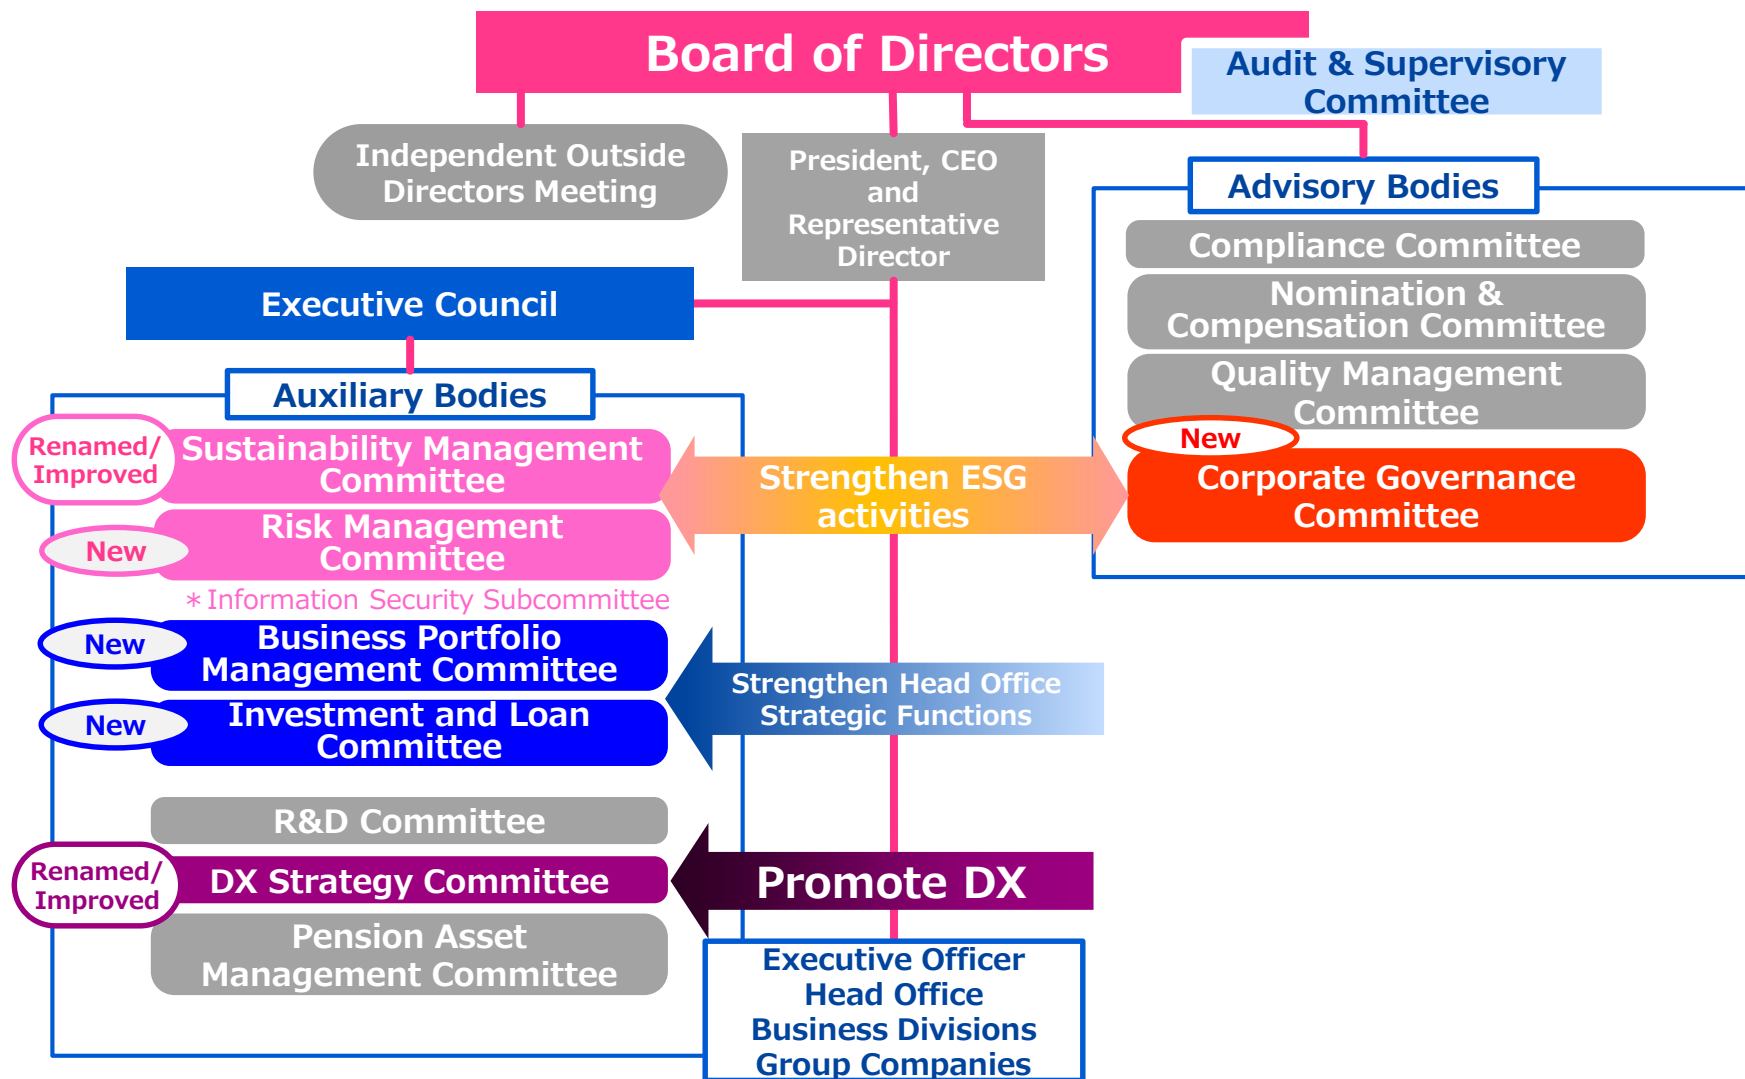 Board of Directors
Audit & Supervisory
Committee
Independent Outside
Directors Meeting
President, CEO
and
Representative
Director
Advisory Bodies
Compliance Committee
Nomination &
Compensation Committee
Quality Management
Committee
New
Corporate Governance
Committee
Executive Council
Auxiliary Bodies
Renamed/
Improved
Sustainability Management
Committee
Strengthen ESG
activities
New
Risk Management
Committee
＊Information Security Subcommittee
New
Business Portfolio
Management Committee
Strengthen Head Office
Strategic Functions
New
Investment and Loan
Committee
R&D Committee
Renamed/
Improved
DX Strategy Committee
Promote DX
Pension Asset
Management Committee
Executive Officer
Head Office
Business Divisions
Group Companies